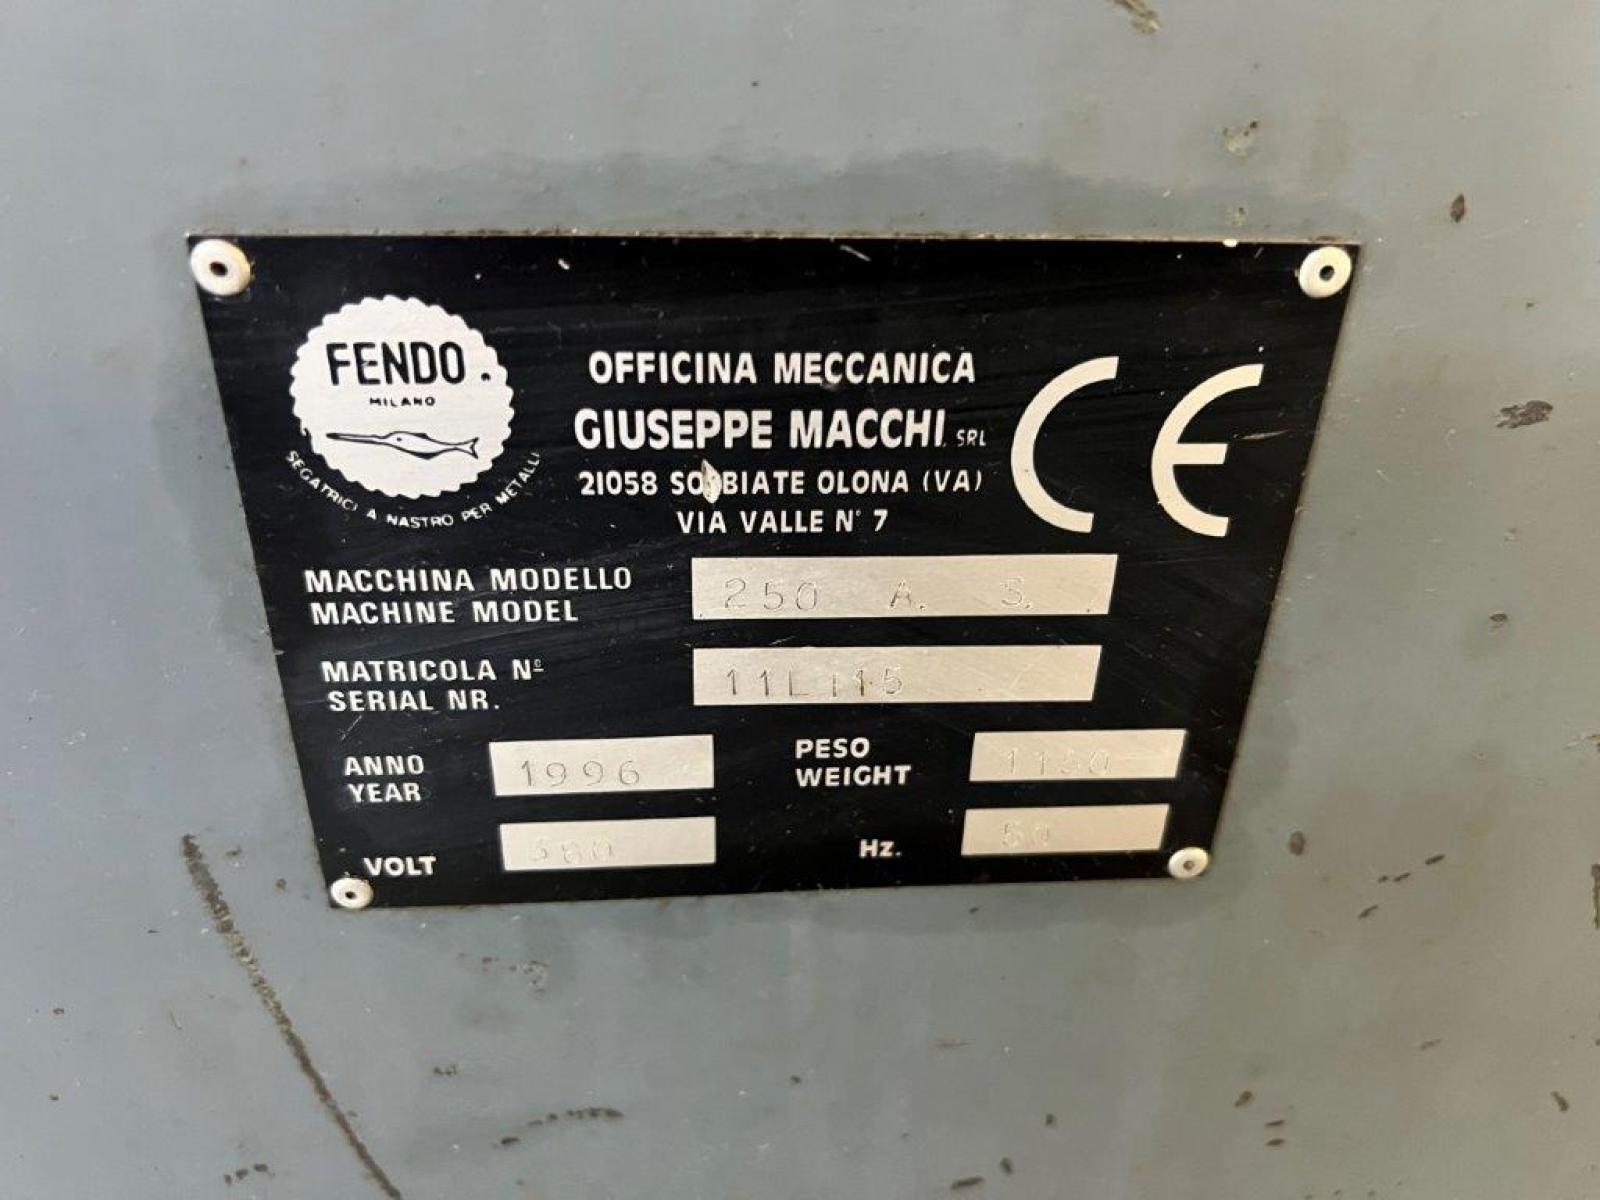 FENDO.
MILANO
SEGATRICI A NASTRO PER METALLI
OFFICINA MECCANICA
GIUSEPPE MACCHI SRL
21058 SOLBIATE OLONA (VA)
VIA VALLE N° 7
CE
MACCHINA MODELLO
MACHINE MODEL
250 A. S.
MATRICOLA Nº
SERIAL NR.
11L115
ANNO
YEAR
1996
PESO
WEIGHT
VOLT
380
Hz.
50